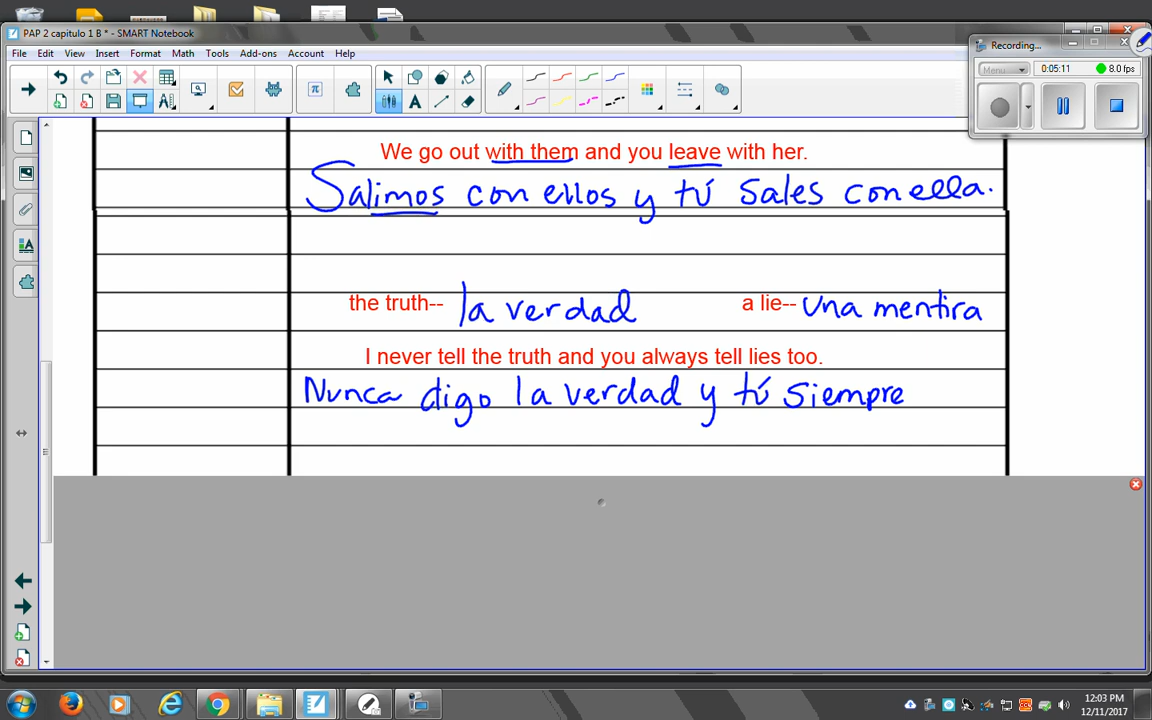 PAP 2 capitulo 1 B * - SMART Notebook
File Edit View Insert Format Math Tools Add-ons Account Help
Recording...
Menu 0:05:11 8.0 fps
We go out with them and you leave with her.
Salimos con ellos y tú sales con ella.
the truth-- la verdad a lie-- una mentira
I never tell the truth and you always tell lies too.
Nunca digo la verdad y tú siempre
12:03 PM
12/11/2017